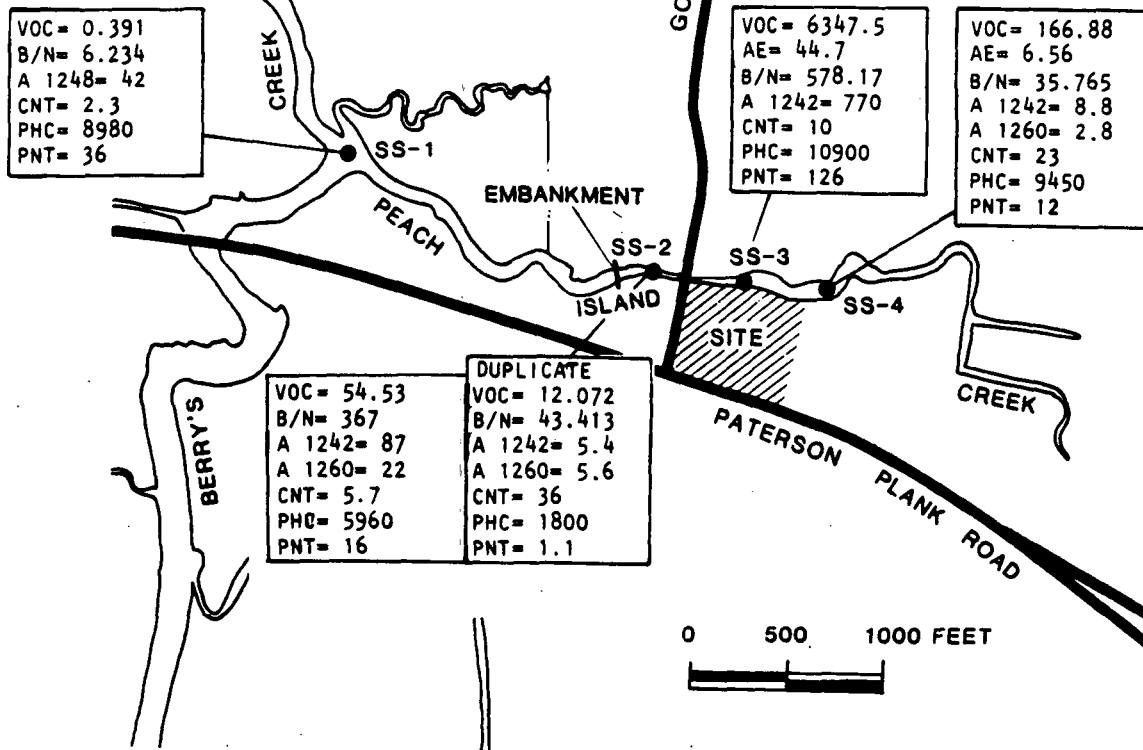 VOC= 0.391
B/N= 6.234
A 1248= 42
CNT= 2.3
PHC= 8980
PNT= 36
CREEK
GO
VOC= 6347.5
AE= 44.7
B/N= 578.17
A 1242= 770
CNT= 10
PHC= 10900
PNT= 126
VOC= 166.88
AE= 6.56
B/N= 35.765
A 1242= 8.8
A 1260= 2.8
CNT= 23
PHC= 9450
PNT= 12
SS-1
PEACH
EMBANKMENT
SS-2
ISLAND
SS-3
SS-4
SITE
CREEK
BERRY'S
VOC= 54.53
B/N= 367
A 1242= 87
A 1260= 22
CNT= 5.7
PHC= 5960
PNT= 16
DUPLICATE
VOC= 12.072
B/N= 43.413
A 1242= 5.4
A 1260= 5.6
CNT= 36
PHC= 1800
PNT= 1.1
PATERSON PLANK ROAD
0 500 1000 FEET